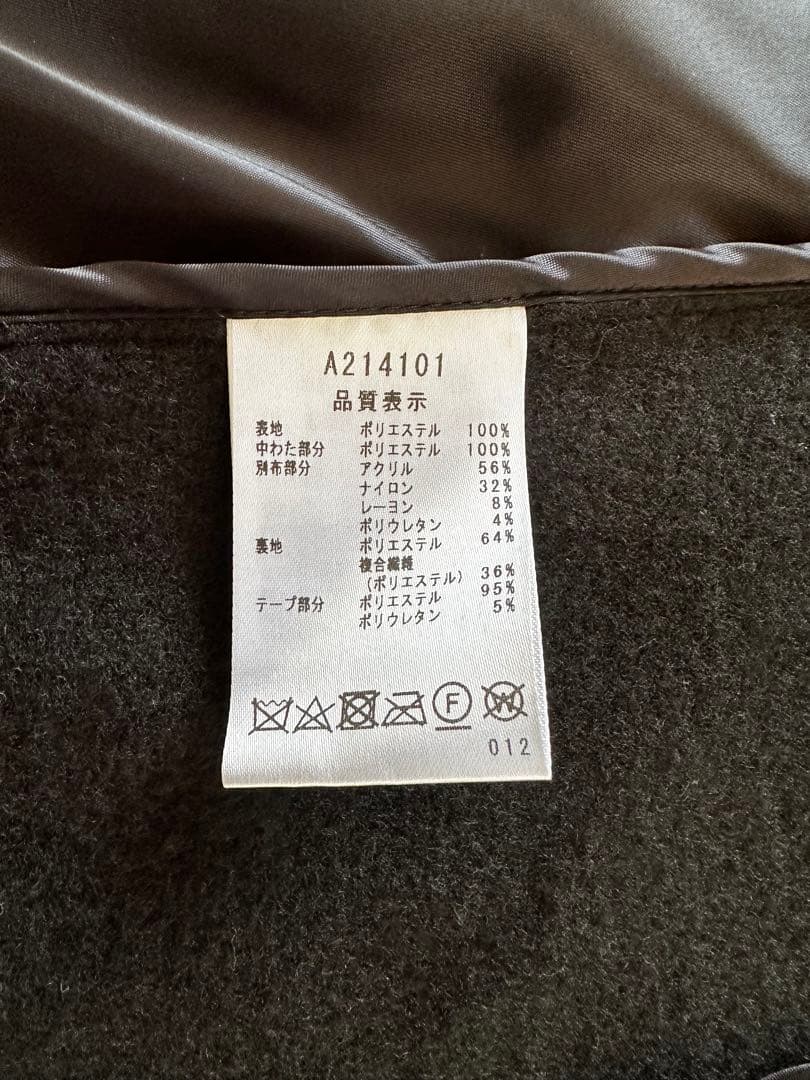 A214101
品質表示
表地 ポリエステル 100%
中わた部分 ポリエステル 100%
別布部分 アクリル 56%
ナイロン 32%
レーヨン 8%
ポリウレタン 4%
裏地 ポリエステル 64%
複合繊維
(ポリエステル) 36%
テープ部分 ポリエステル 95%
ポリウレタン 5%
F W
012